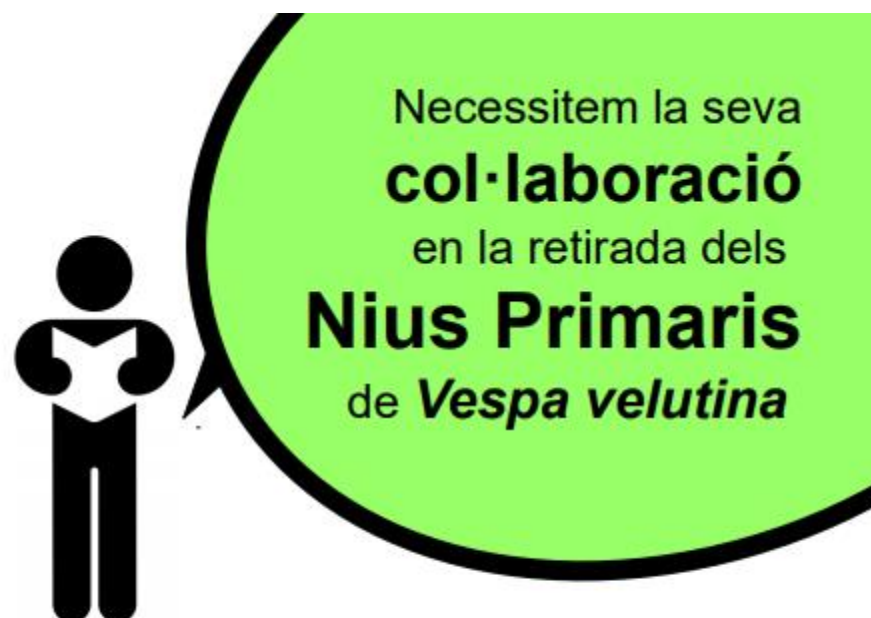 Necessitem la seva
col·laboració
en la retirada dels
Nius Primaris
de Vespa velutina